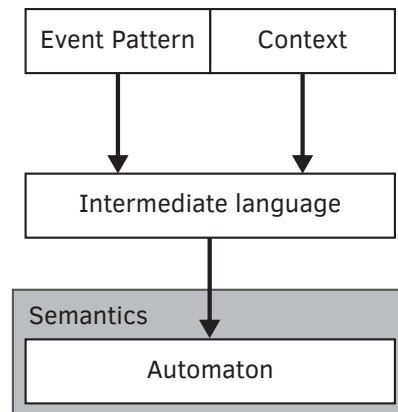 Event Pattern Context
Intermediate language
Semantics
Automaton